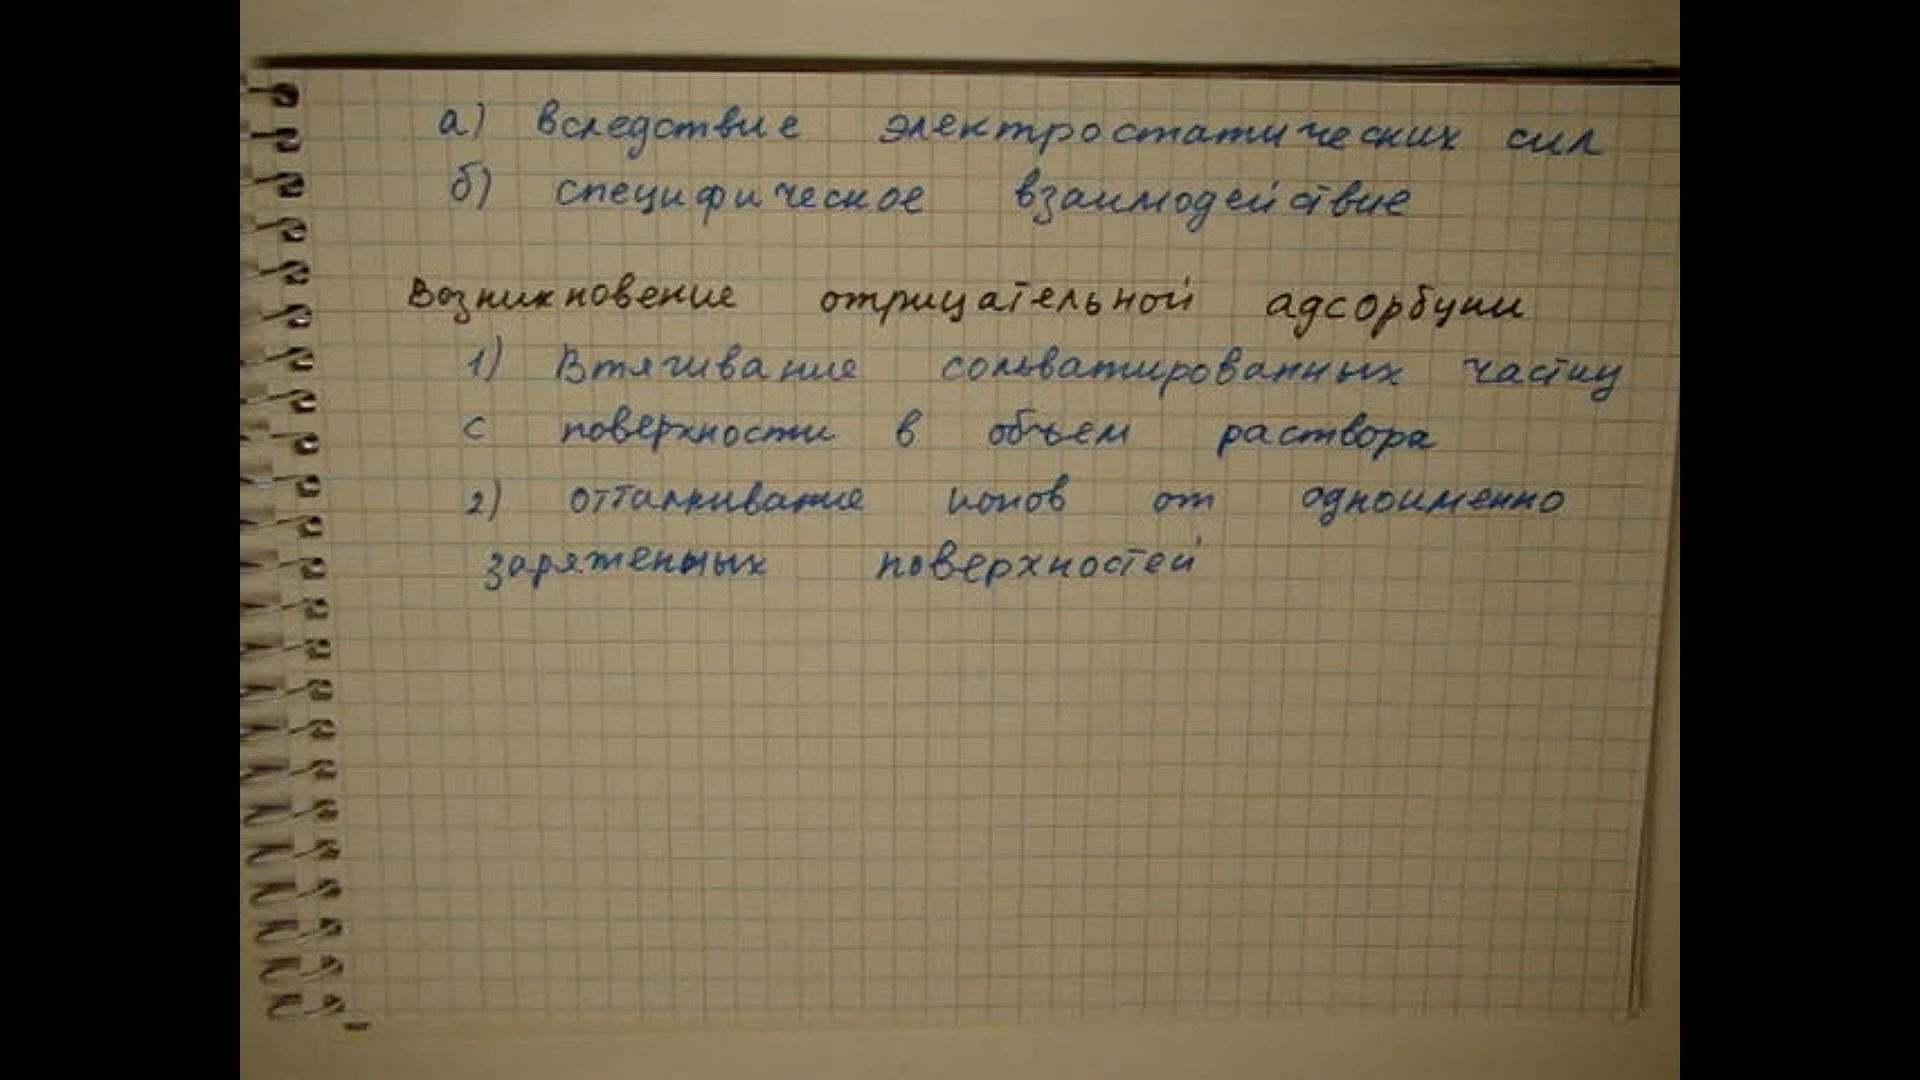 а) вследствие электростатических сил
б) специфическое взаимодействие
Возникновение отрицательной адсорбции
1) Втягивание сольватированных частиц
с поверхности в объем раствора
2) отталкивание ионов от одноименно
заряженных поверхностей